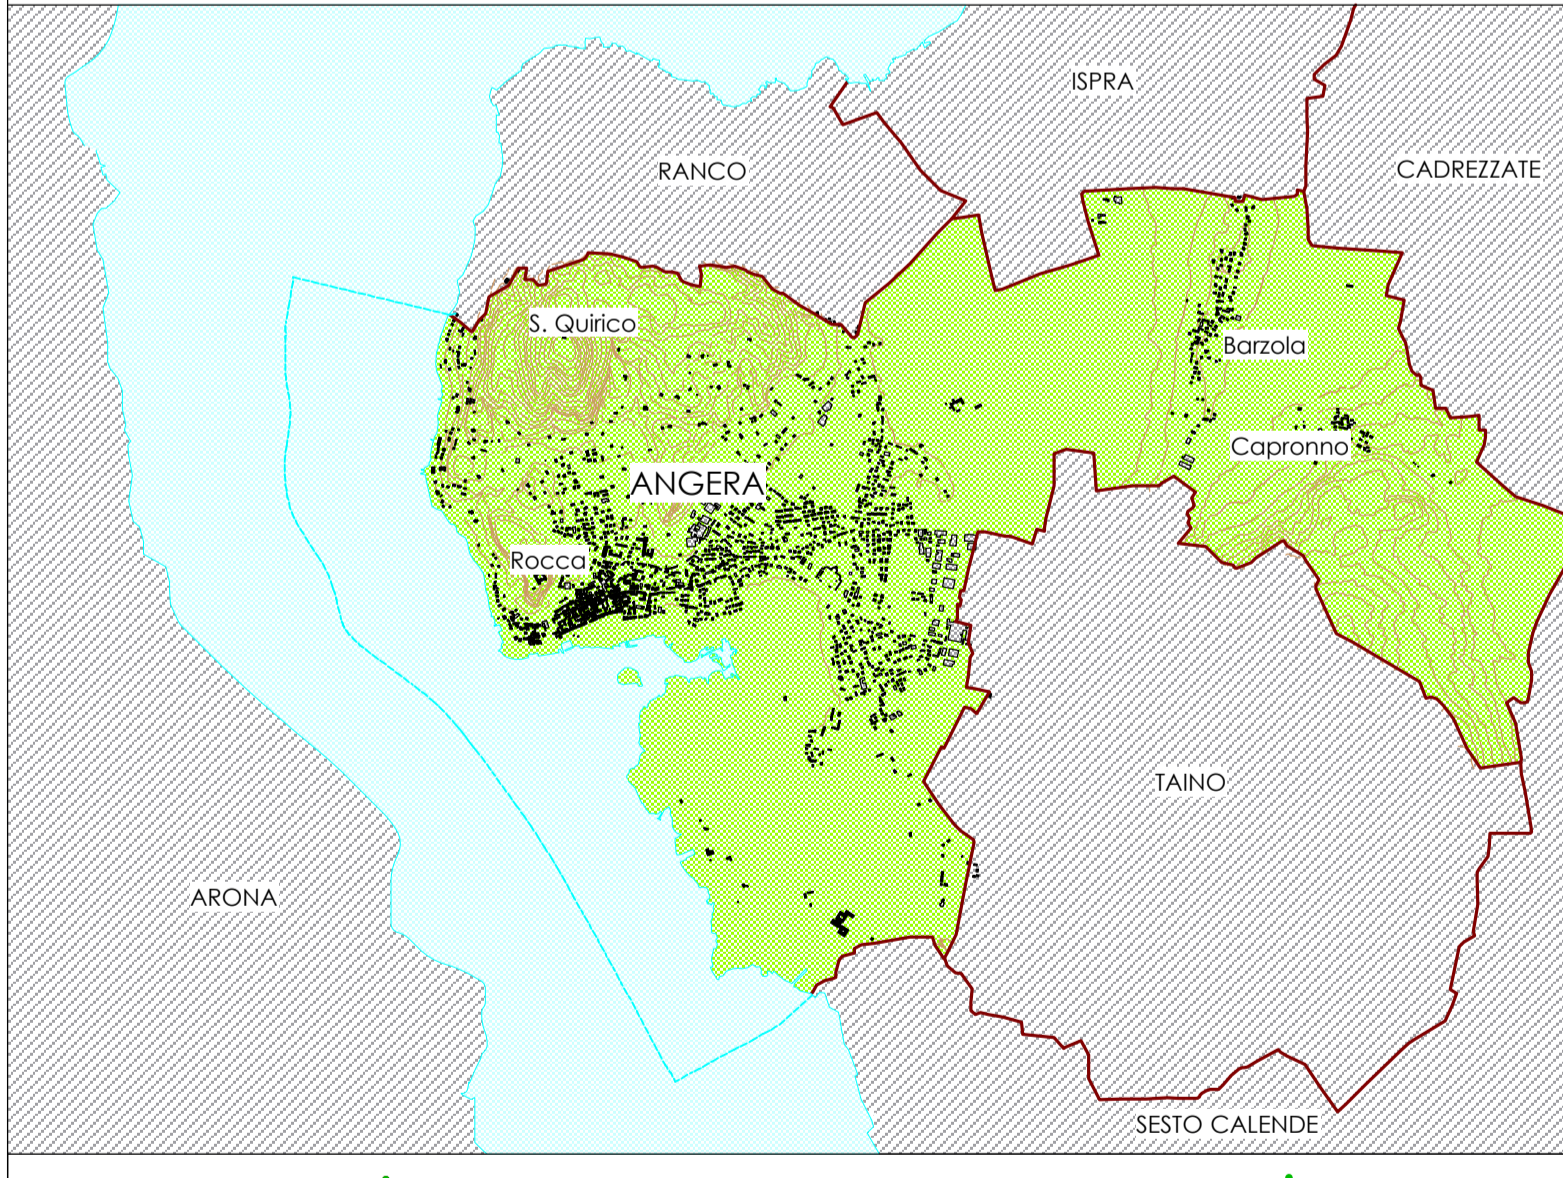 ISPRA
RANCO
CADREZZATE
S. Quirico
Barzola
Capronno
ANGERA
Rocca
TAINO
ARONA
SESTO CALENDE